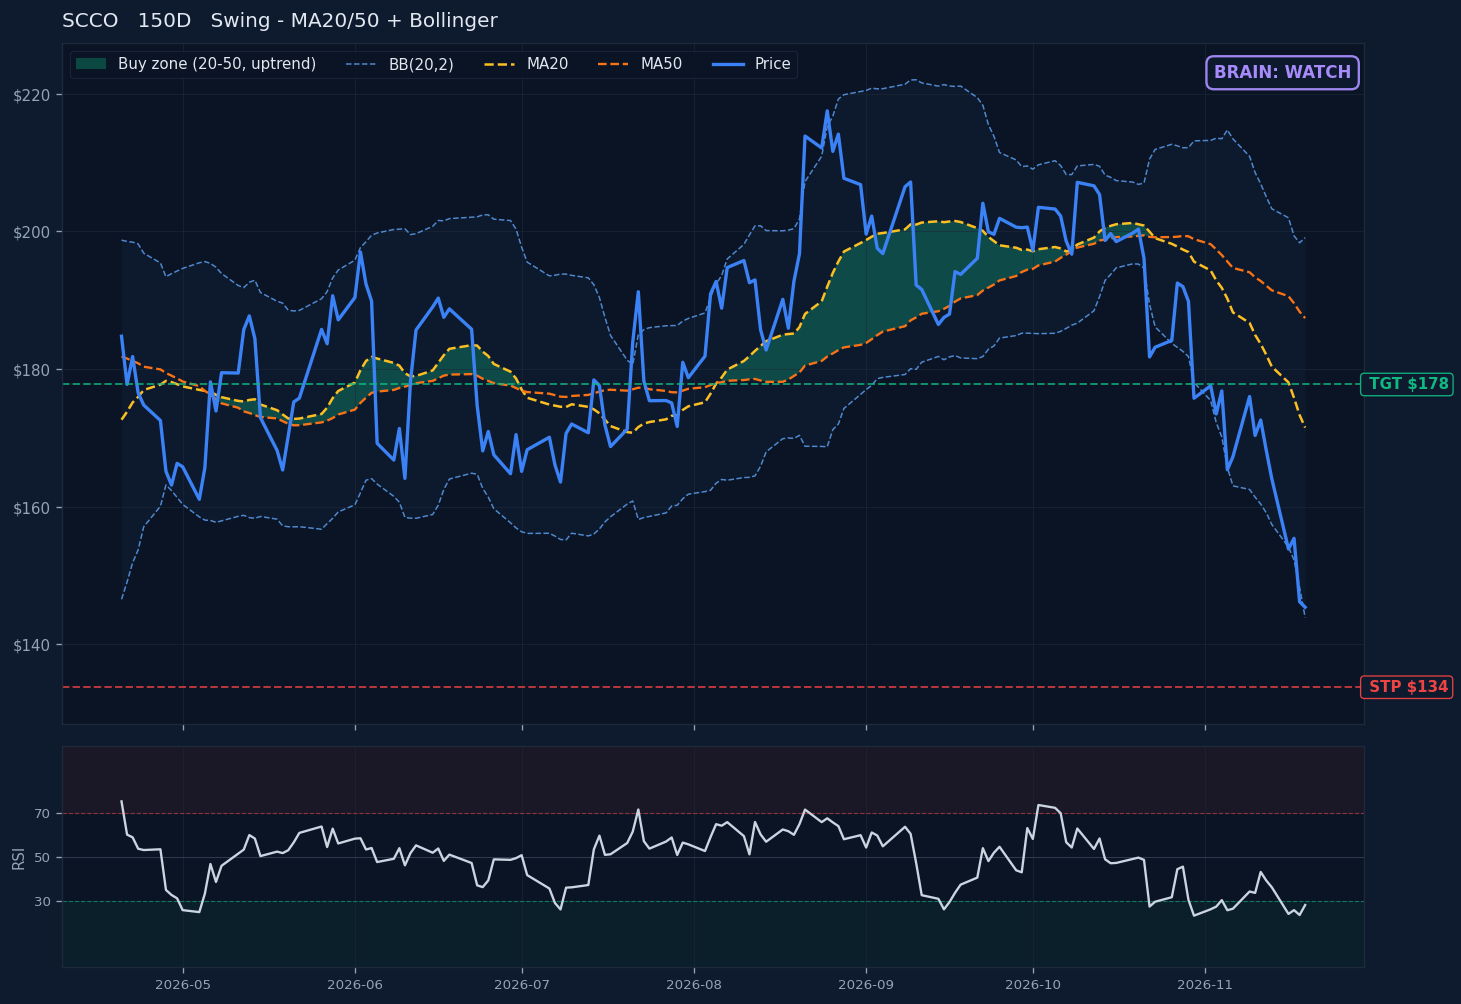 SCCO   150D   Swing - MA20/50 + Bollinger
Buy zone (20-50, uptrend)   BB(20,2)   MA20   MA50   Price
BRAIN: WATCH
$220
$200
$180
TGT $178
$160
$140
STP $134
70
50
30
RSI
2026-05   2026-06   2026-07   2026-08   2026-09   2026-10   2026-11